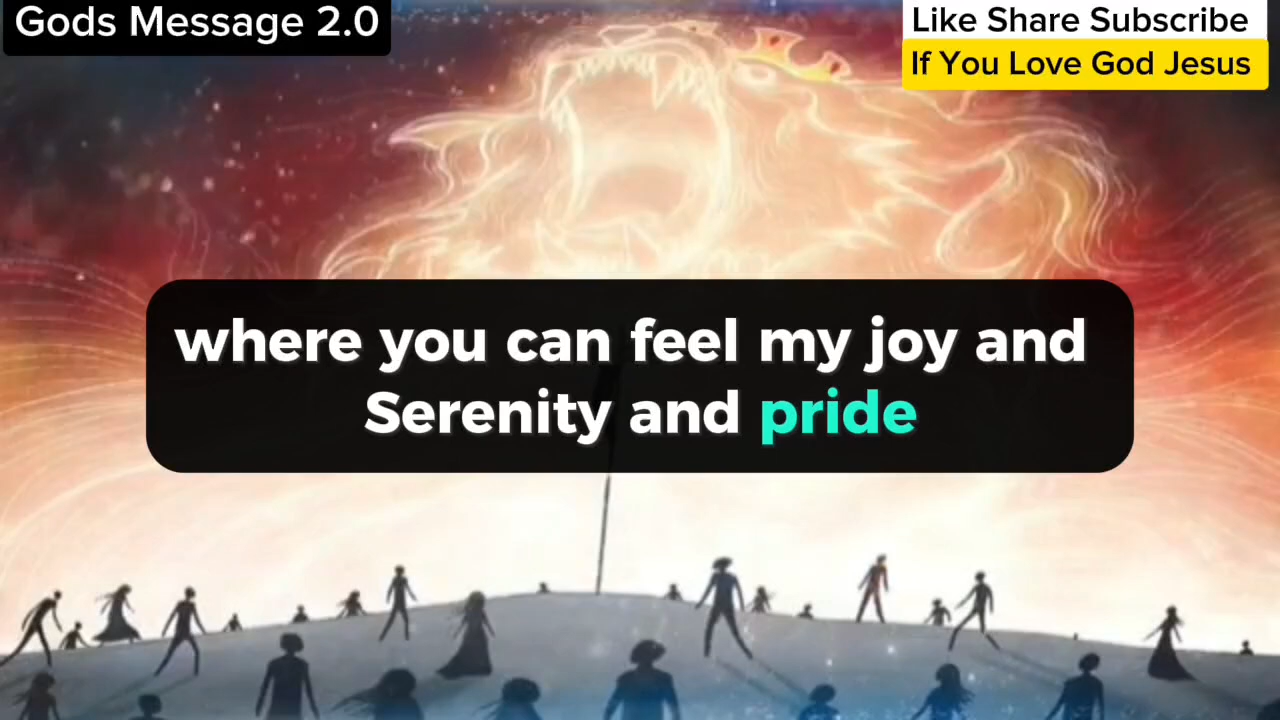 Gods Message 2.0
Like Share Subscribe
If You Love God Jesus
where you can feel my joy and
Serenity and pride